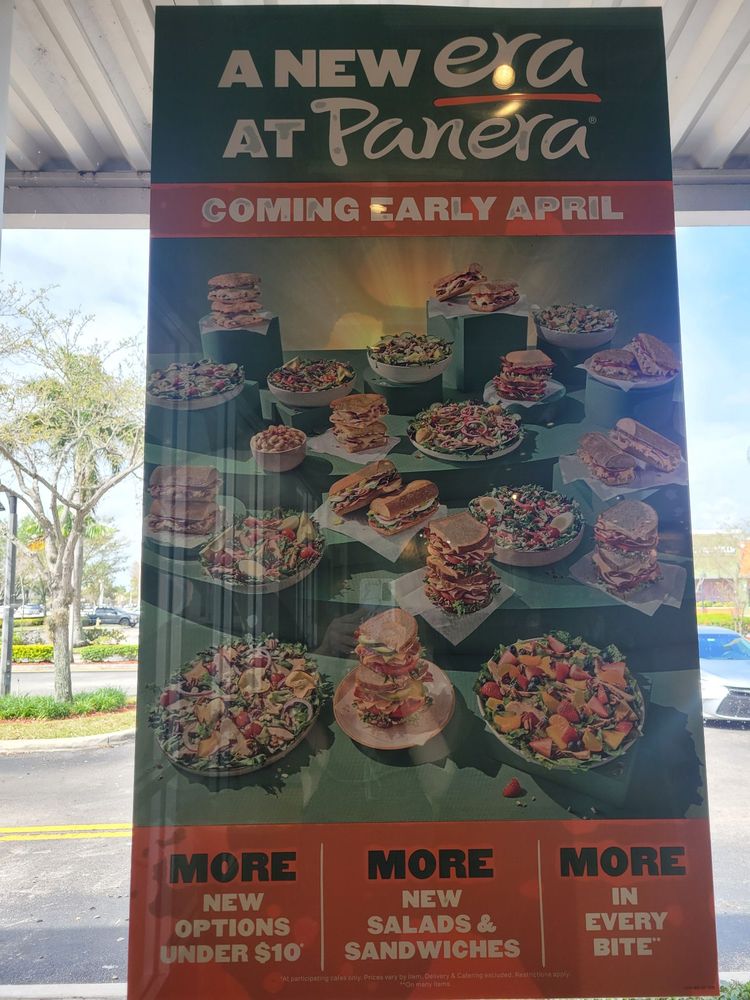 A NEW era
AT Panera®
COMING EARLY APRIL
MORE
NEW
OPTIONS
UNDER $10*
MORE
NEW
SALADS &
SANDWICHES
MORE
IN
EVERY
BITE**
*At participating cafes only. Prices vary by item. Delivery & Catering excluded. Restrictions apply.
**On many items.